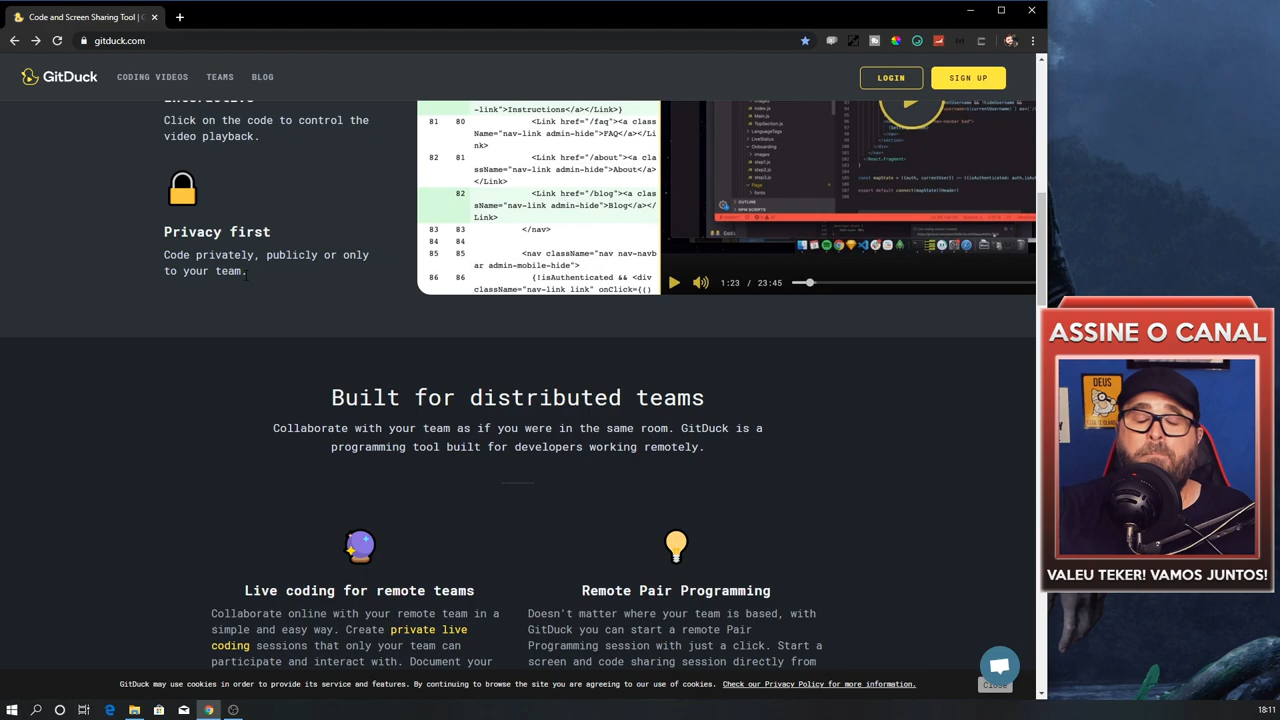 Code and Screen Sharing Tool |
gitduck.com
GitDuck
CODING VIDEOS
TEAMS
BLOG
LOGIN
SIGN UP
Click on the code to control the
video playback.
Privacy first
Code privately, publicly or only
to your team.
-link">Instructions</a></Link>}
81 80 <Link href="/faq"><a class
Name="nav-link admin-hide">FAQ</a></Li
nk>
82 81 <Link href="/about"><a cla
ssName="nav-link admin-hide">About</a>
</Link>
82 <Link href="/blog"><a clas
sName="nav-link admin-hide">Blog</a></
Link>
83 83 </nav>
84 84
85 85 <nav className="nav nav-navb
ar admin-mobile-hide">
86 86 {!isAuthenticated && <div
className="nav-link link" onClick={()
1:23 / 23:45
Built for distributed teams
Collaborate with your team as if you were in the same room. GitDuck is a
programming tool built for developers working remotely.
Live coding for remote teams
Collaborate online with your remote team in a
simple and easy way. Create private live
coding sessions that only your team can
participate and interact with. Document your
Remote Pair Programming
Doesn't matter where your team is based, with
GitDuck you can start a remote Pair
Programming session with just a click. Start a
screen and code sharing session directly from
GitDuck may use cookies in order to provide its service and features. By continuing to browse the site you are agreeing to our use of cookies. Check our Privacy Policy for more information.
Close
ASSINE O CANAL
DEUS
VALEU TEKER! VAMOS JUNTOS!
18:11